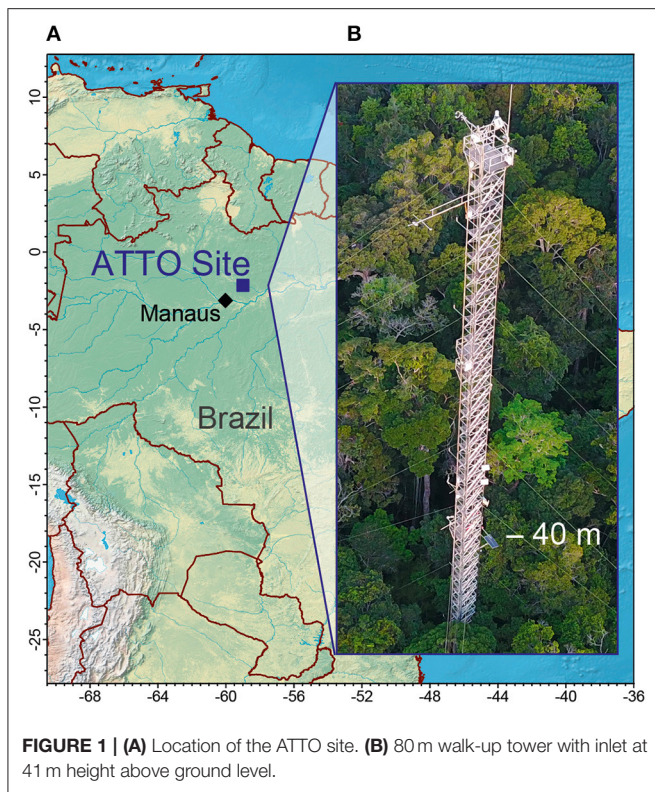 A
B
10
5
0
-5
-10
-15
-20
-25
ATTO Site
Manaus
Brazil
– 40 m
-68
-64
-60
-56
-52
-48
-44
-40
-36
FIGURE 1 | (A) Location of the ATTO site. (B) 80 m walk-up tower with inlet at
41 m height above ground level.